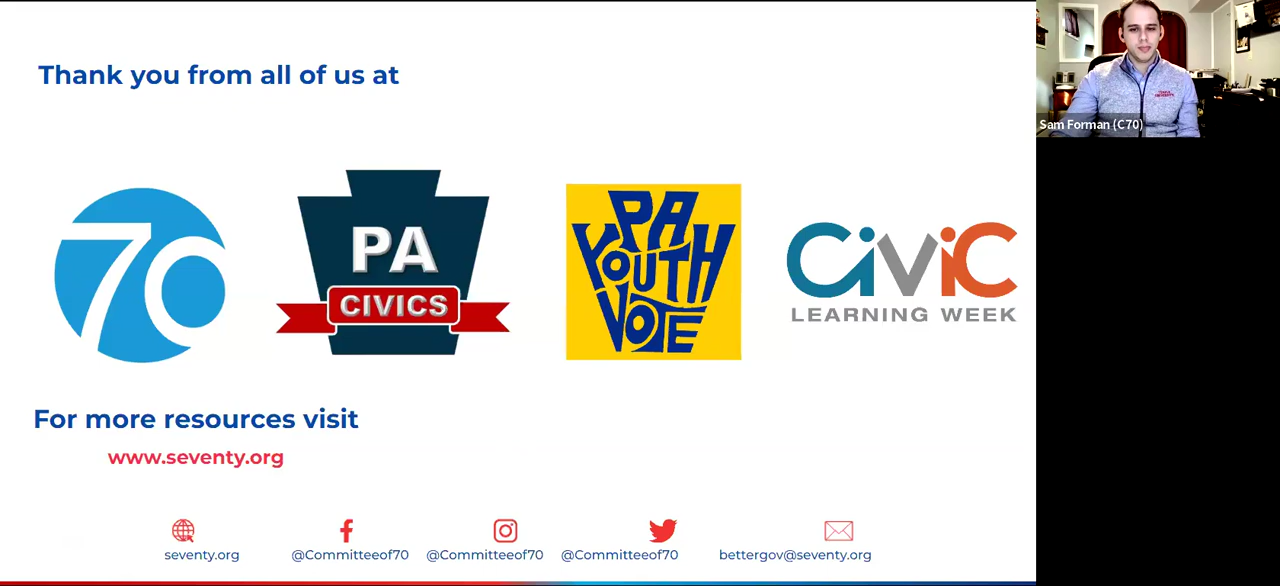 Thank you from all of us at
70
PA
CIVICS
PA
YOUTH
VOTE
CiViC
LEARNING WEEK
For more resources visit
www.seventy.org
seventy.org
@Committeeof70
@Committeeof70
@Committeeof70
bettergov@seventy.org
Sam Forman (C70)